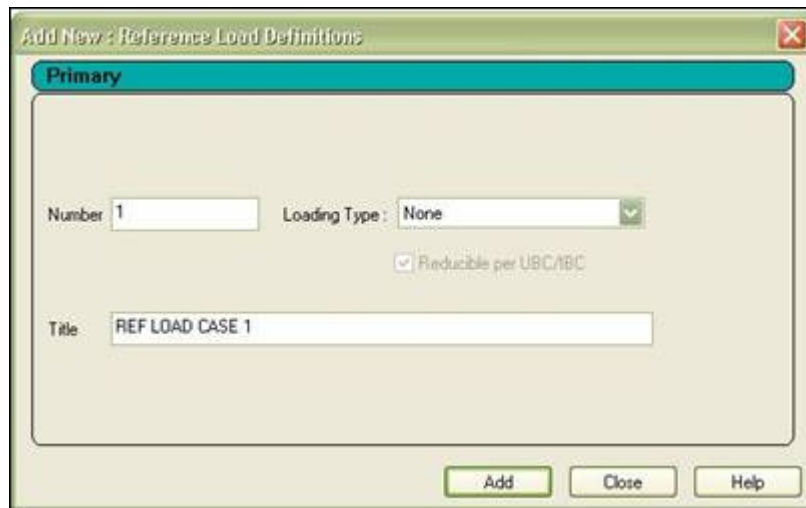 Add New : Reference Load Definitions
Primary
Number 1 Loading Type : None
Reducible per UBC/IBC
Title REF LOAD CASE 1
Add Close Help